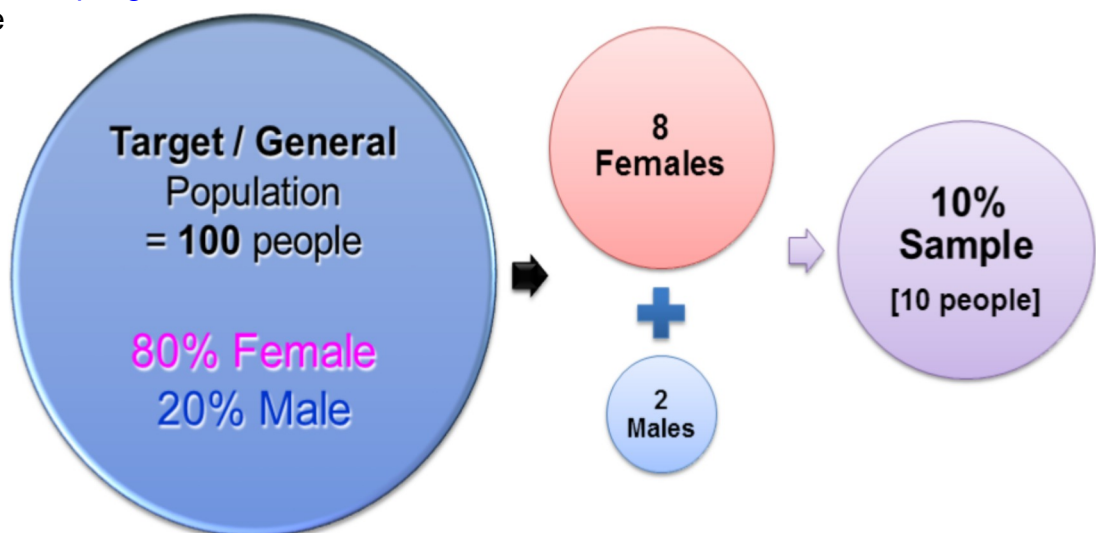 e
Target / General
Population
= 100 people
80% Female
20% Male
8
Females
2
Males
10%
Sample
[10 people]